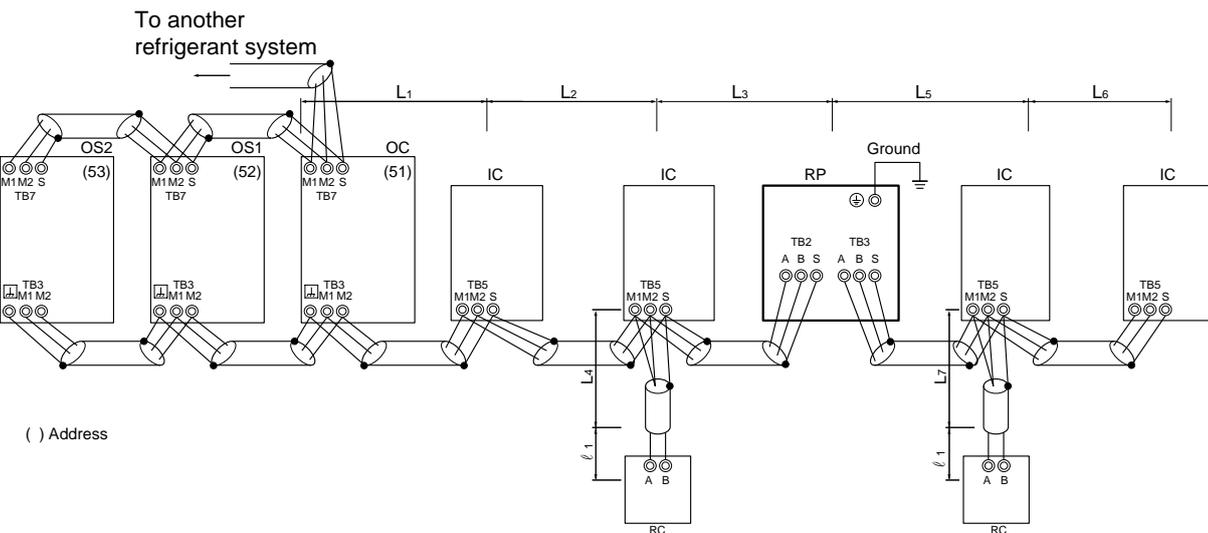 To another
refrigerant system
L1 L2 L3 L5 L6
OS2 OS1 OC
(53) (52) (51)
M1 M2 S M1 M2 S M1 M2 S
TB7 TB7 TB7
IC IC RP Ground IC IC
TB2 TB3
A B S A B S
TB3 TB3 TB3
M1 M2 M1 M2 M1 M2
TB5 TB5 TB5 TB5
M1 M2 S M1 M2 S M1 M2 S M1 M2 S
L4 L7
( ) Address
ℓ1 ℓ1
A B A B
RC RC